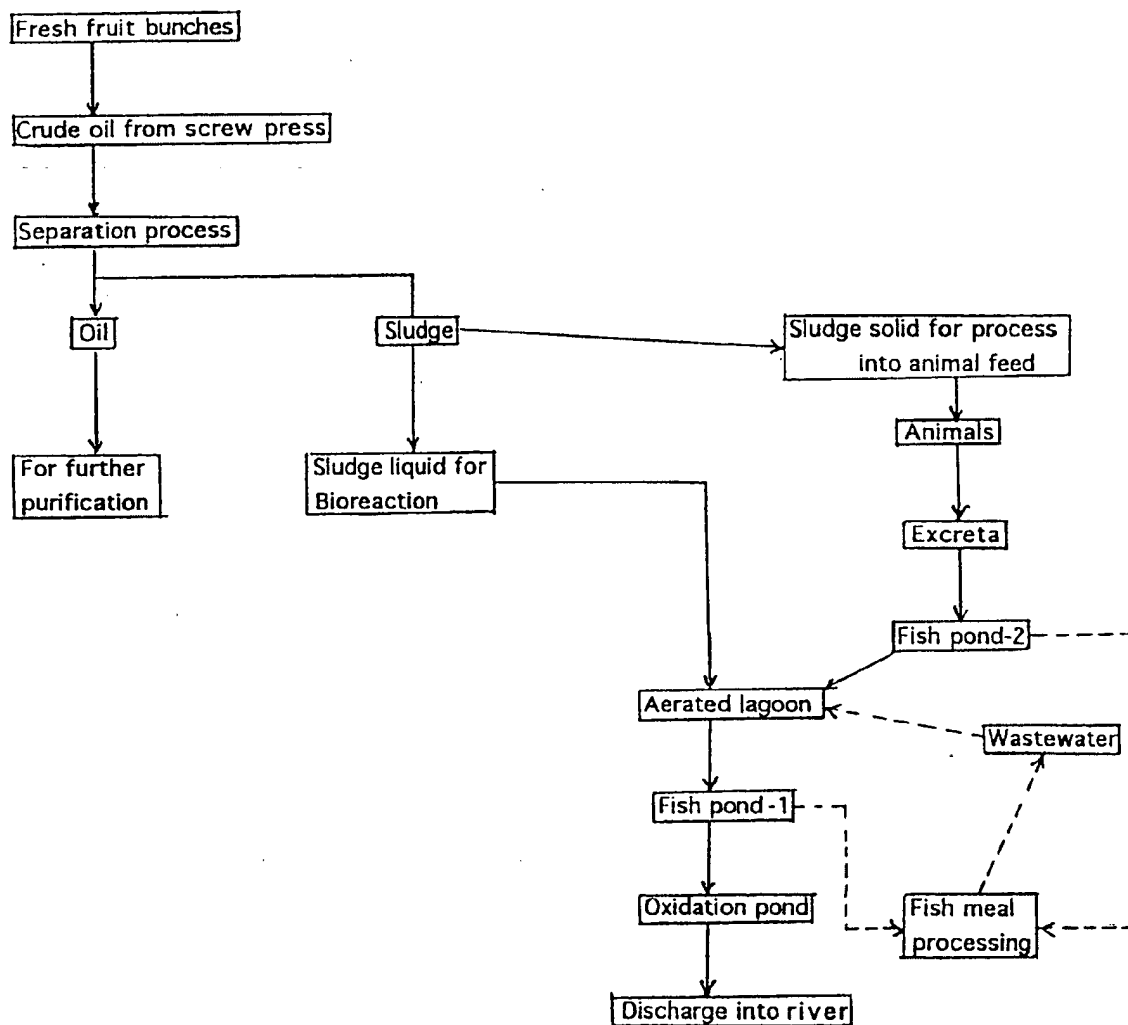 Fresh fruit bunches
Crude oil from screw press
Separation process
Oil
Sludge
Sludge solid for process
into animal feed
Animals
For further
purification
Sludge liquid for
Bioreaction
Excreta
Fish pond-2
Aerated lagoon
Wastewater
Fish pond-1
Oxidation pond
Fish meal
processing
Discharge into river